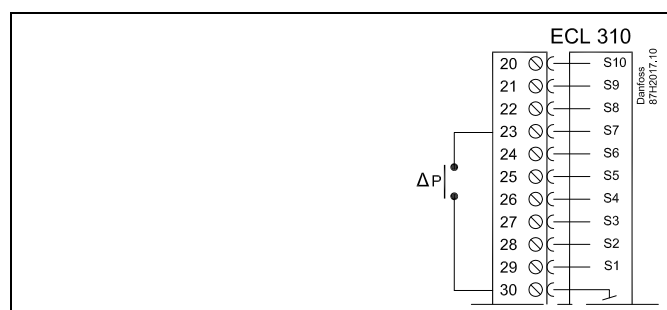 ECL 310
20 S10
21 S9
22 S8
23 S7
24 S6
25 S5
26 S4
27 S3
28 S2
29 S1
30
ΔP
Danfoss
87H2017.10